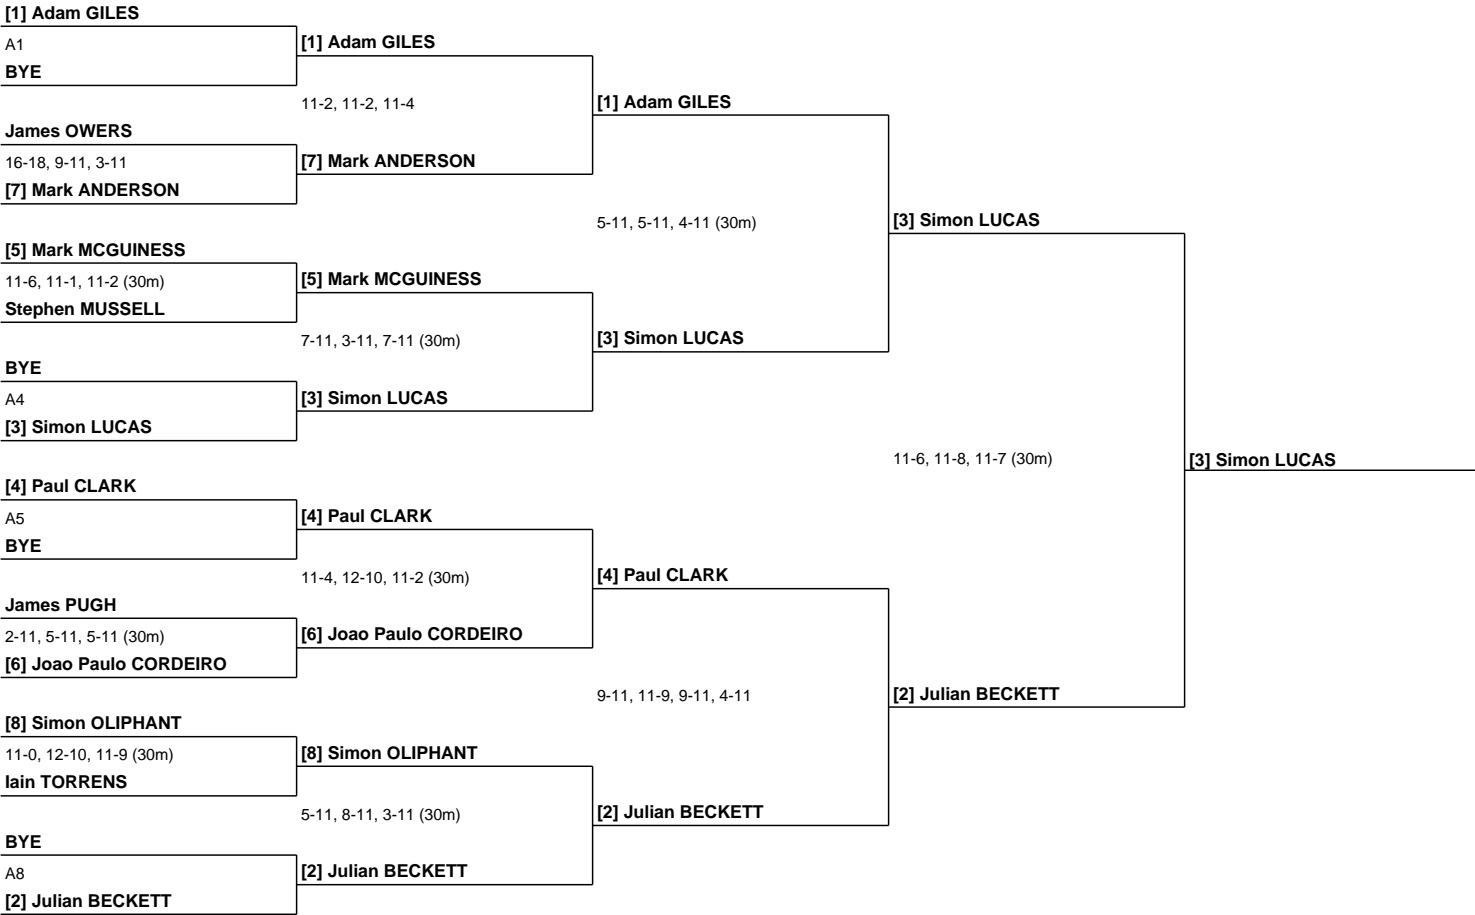 [1] Adam GILES
A1
BYE
James OWERS
16-18, 9-11, 3-11
[7] Mark ANDERSON
[5] Mark MCGUINESS
11-6, 11-1, 11-2 (30m)
Stephen MUSSELL
BYE
A4
[3] Simon LUCAS
[4] Paul CLARK
A5
BYE
James PUGH
2-11, 5-11, 5-11 (30m)
[6] Joao Paulo CORDEIRO
[8] Simon OLIPHANT
11-0, 12-10, 11-9 (30m)
Iain TORRENS
BYE
A8
[2] Julian BECKETT
[1] Adam GILES
11-2, 11-2, 11-4
[7] Mark ANDERSON
[5] Mark MCGUINESS
7-11, 3-11, 7-11 (30m)
[3] Simon LUCAS
[4] Paul CLARK
11-4, 12-10, 11-2 (30m)
[6] Joao Paulo CORDEIRO
[8] Simon OLIPHANT
5-11, 8-11, 3-11 (30m)
[2] Julian BECKETT
[1] Adam GILES
5-11, 5-11, 4-11 (30m)
[3] Simon LUCAS
[4] Paul CLARK
9-11, 11-9, 9-11, 4-11
[2] Julian BECKETT
[3] Simon LUCAS
11-6, 11-8, 11-7 (30m)
[2] Julian BECKETT
[3] Simon LUCAS